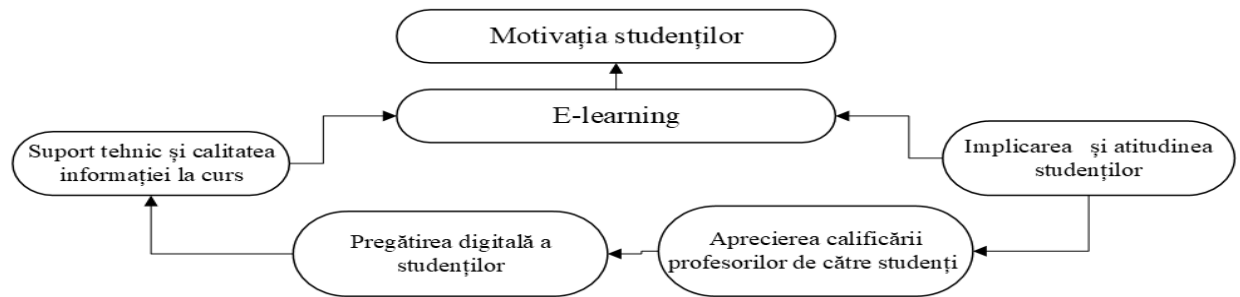 Motivația studenților
E-learning
Suport tehnic și calitatea
informației la curs
Implicarea și atitudinea
studenților
Pregătirea digitală a
studenților
Aprecierea calificării
profesorilor de către studenți